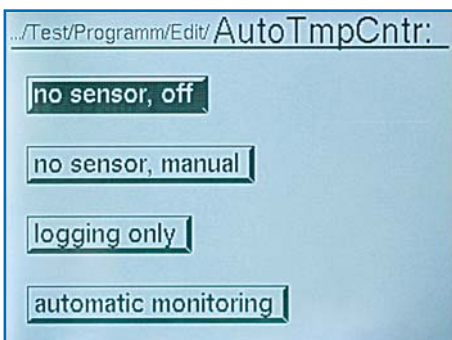 .../Test/Programm/Edit/AutoTmpCntr:
no sensor, off
no sensor, manual
logging only
automatic monitoring